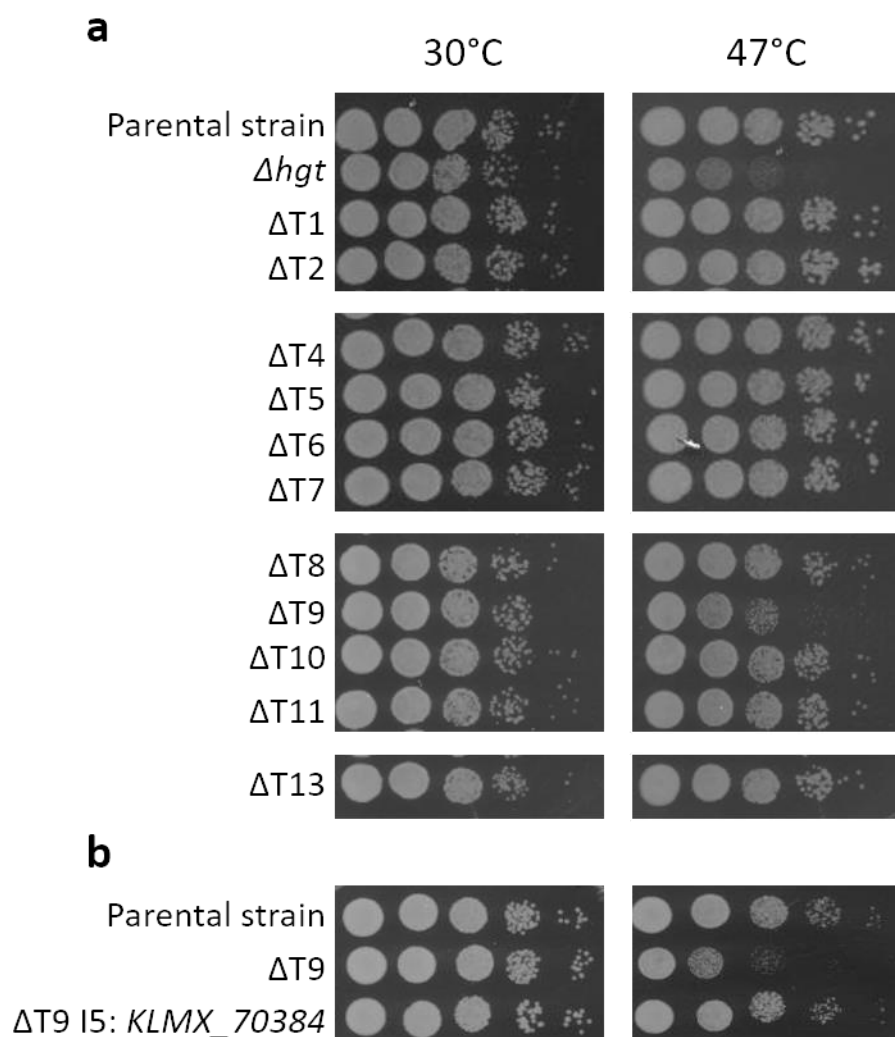 a
30°C 47°C
Parental strain
Δhgt
ΔT1
ΔT2
ΔT4
ΔT5
ΔT6
ΔT7
ΔT8
ΔT9
ΔT10
ΔT11
ΔT13
b
Parental strain
ΔT9
ΔT9 I5: KLMX_70384